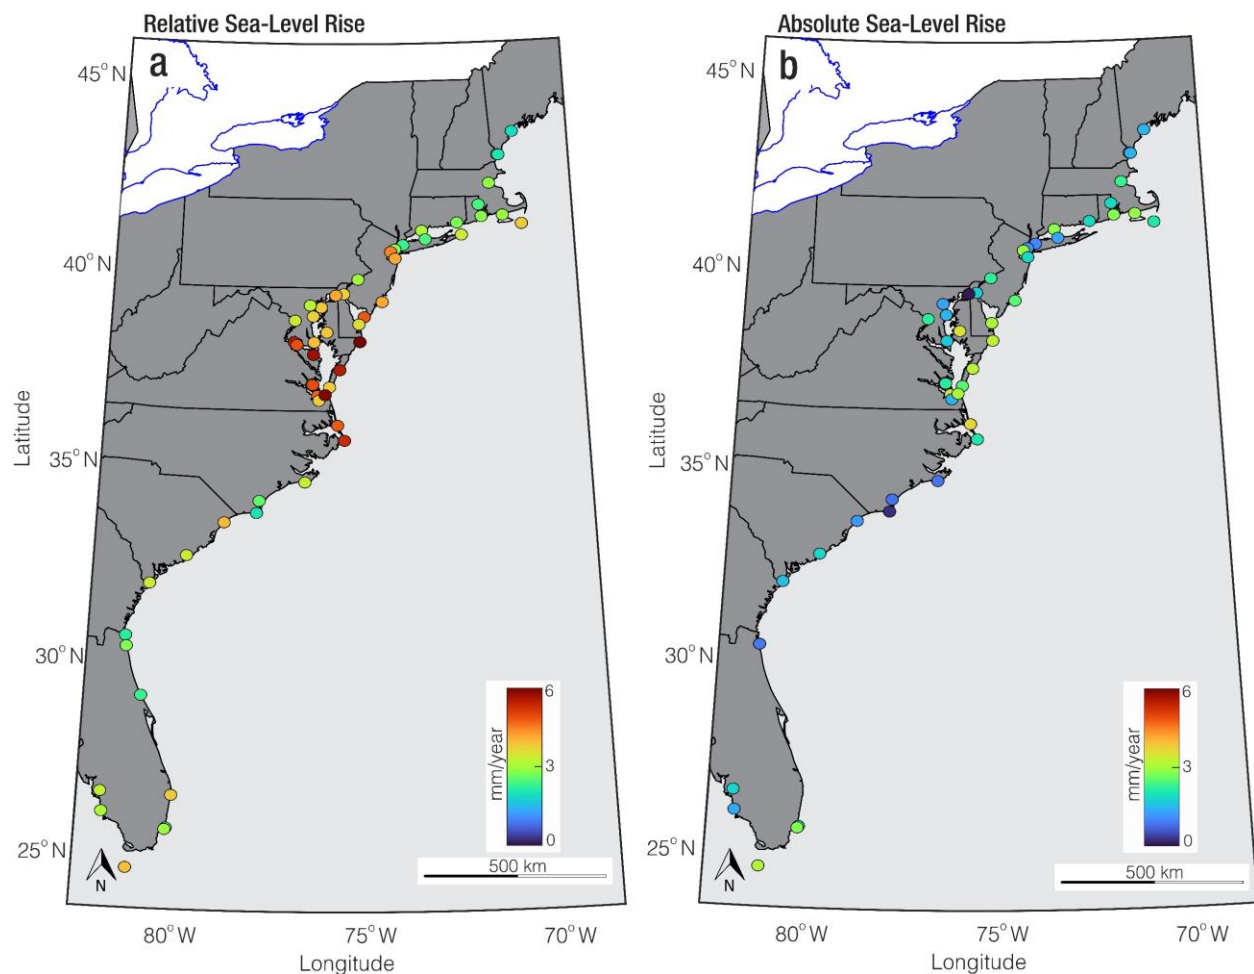 Relative Sea-Level Rise
a
45°N
40°N
35°N
30°N
25°N
Latitude
6
3
0
mm/year
N
500 km
80°W
75°W
70°W
Longitude
Absolute Sea-Level Rise
b
45°N
40°N
35°N
30°N
25°N
Latitude
6
3
0
mm/year
N
500 km
80°W
75°W
70°W
Longitude